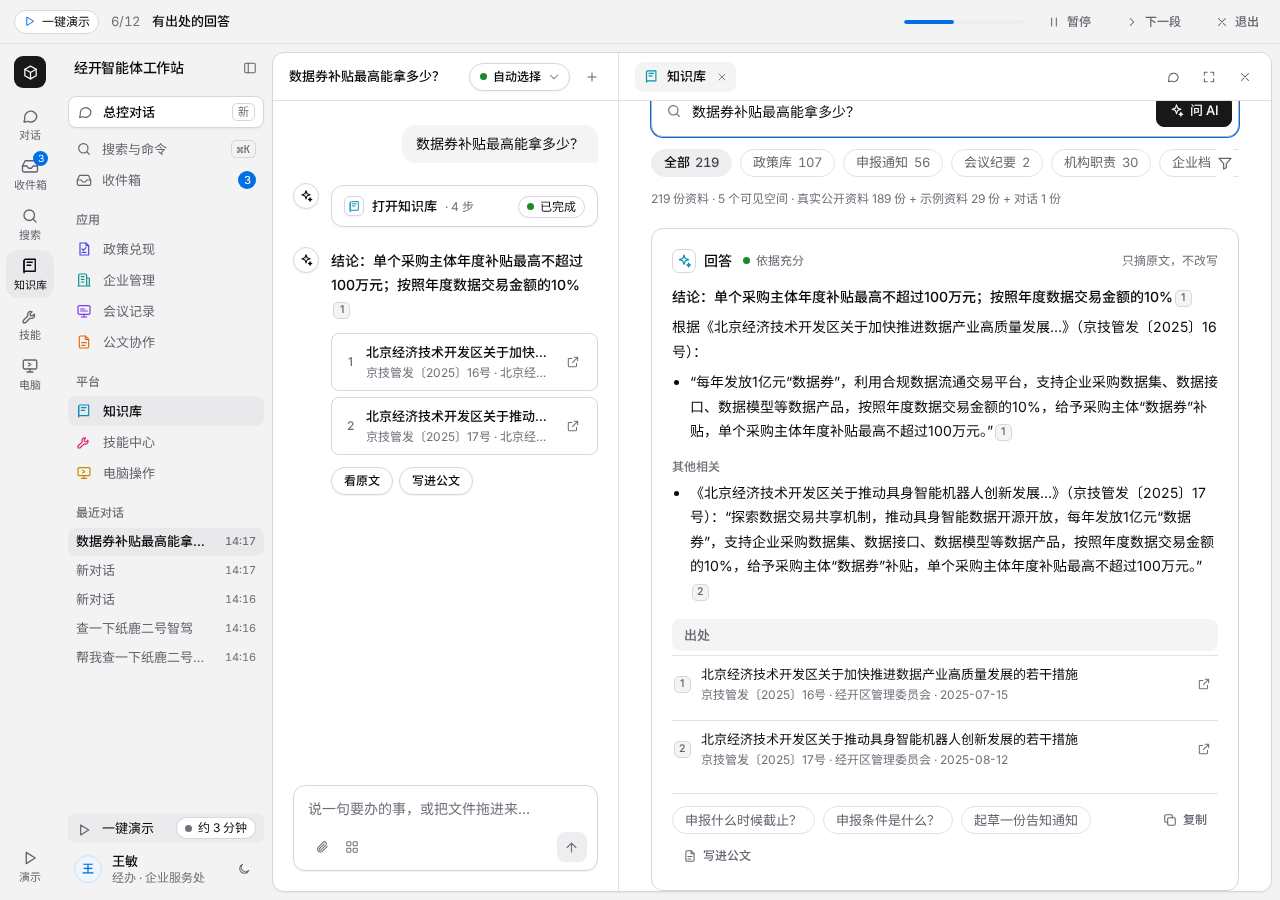 一键演示
6/12
有出处的回答
暂停
下一段
退出
对话
3
收件箱
搜索
知识库
技能
电脑
演示
经开智能体工作站
总控对话
新
搜索与命令
⌘K
收件箱
3
应用
政策兑现
企业管理
会议记录
公文协作
平台
知识库
技能中心
电脑操作
最近对话
数据券补贴最高能拿... 14:17
新对话 14:17
新对话 14:16
查一下纸鹿二号智驾 14:16
帮我查一下纸鹿二号... 14:16
一键演示
约 3 分钟
王
王敏
经办 · 企业服务处
数据券补贴最高能拿多少？
自动选择
数据券补贴最高能拿多少？
打开知识库 · 4 步
已完成
结论：单个采购主体年度补贴最高不超过
100万元；按照年度数据交易金额的10%
1
1
北京经济技术开发区关于加快...
京技管发〔2025〕16号 · 北京经...
2
北京经济技术开发区关于推动...
京技管发〔2025〕17号 · 北京经...
看原文
写进公文
说一句要办的事，或把文件拖进来...
知识库
数据券补贴最高能拿多少？
问 AI
全部 219
政策库 107
申报通知 56
会议纪要 2
机构职责 30
企业档
219 份资料 · 5 个可见空间 · 真实公开资料 189 份 + 示例资料 29 份 + 对话 1 份
回答
依据充分
只摘原文，不改写
结论：单个采购主体年度补贴最高不超过100万元；按照年度数据交易金额的10% 1
根据《北京经济技术开发区关于加快推进数据产业高质量发展...》（京技管发〔2025〕16
号）：
• “每年发放1亿元“数据券”，利用合规数据流通交易平台，支持企业采购数据集、数据接
口、数据模型等数据产品，按照年度数据交易金额的10%，给予采购主体“数据券”补
贴，单个采购主体年度补贴最高不超过100万元。” 1
其他相关
• 《北京经济技术开发区关于推动具身智能机器人创新发展...》（京技管发〔2025〕17
号）：“探索数据交易共享机制，推动具身智能数据开源开放，每年发放1亿元“数据
券”，支持企业采购数据集、数据接口、数据模型等数据产品，按照年度数据交易金额
的10%，给予采购主体“数据券”补贴，单个采购主体年度补贴最高不超过100万元。”
2
出处
1
北京经济技术开发区关于加快推进数据产业高质量发展的若干措施
京技管发〔2025〕16号 · 经开区管理委员会 · 2025-07-15
2
北京经济技术开发区关于推动具身智能机器人创新发展的若干措施
京技管发〔2025〕17号 · 经开区管理委员会 · 2025-08-12
申报什么时候截止？
申报条件是什么？
起草一份告知通知
复制
写进公文